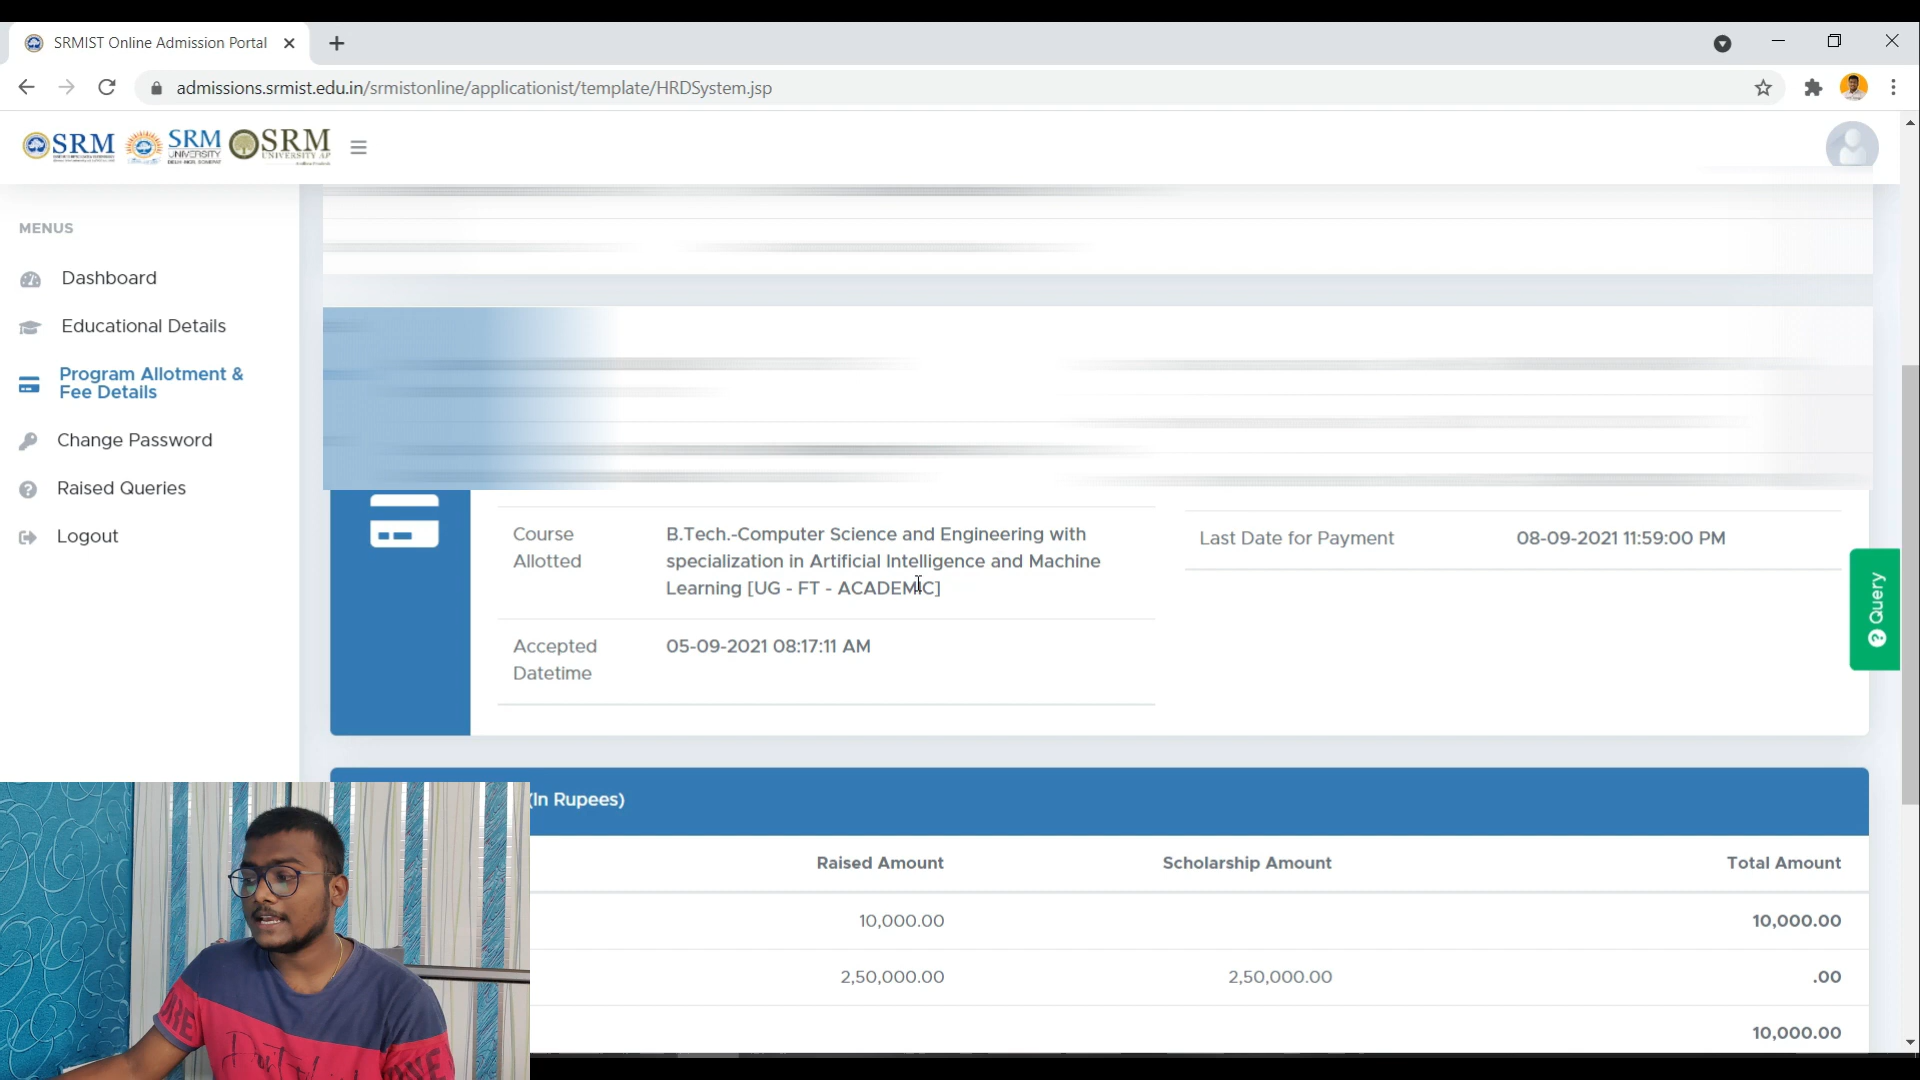 SRMIST Online Admission Portal
admissions.srmist.edu.in/srmistonline/applicationist/template/HRDSystem.jsp
SRM
SRM
UNIVERSITY
SRM
UNIVERSITY AP
MENUS
Dashboard
Educational Details
Program Allotment &
Fee Details
Change Password
Raised Queries
Logout
Course
Allotted
B.Tech.-Computer Science and Engineering with
specialization in Artificial Intelligence and Machine
Learning [UG - FT - ACADEMIC]
Last Date for Payment
08-09-2021 11:59:00 PM
Accepted
Datetime
05-09-2021 08:17:11 AM
Query
(In Rupees)
Raised Amount Scholarship Amount Total Amount
10,000.00 10,000.00
2,50,000.00 2,50,000.00 .00
10,000.00